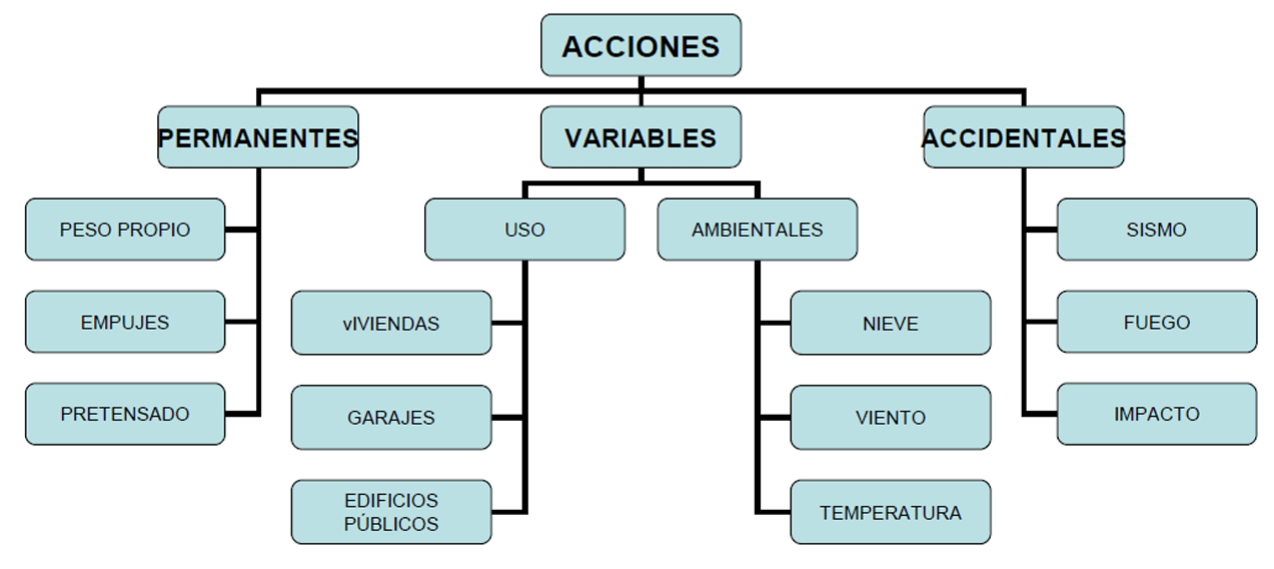 ACCIONES
PERMANENTES
VARIABLES
ACCIDENTALES
PESO PROPIO
USO
AMBIENTALES
SISMO
EMPUJES
vIVIENDAS
NIEVE
FUEGO
PRETENSADO
GARAJES
VIENTO
IMPACTO
EDIFICIOS
PÚBLICOS
TEMPERATURA